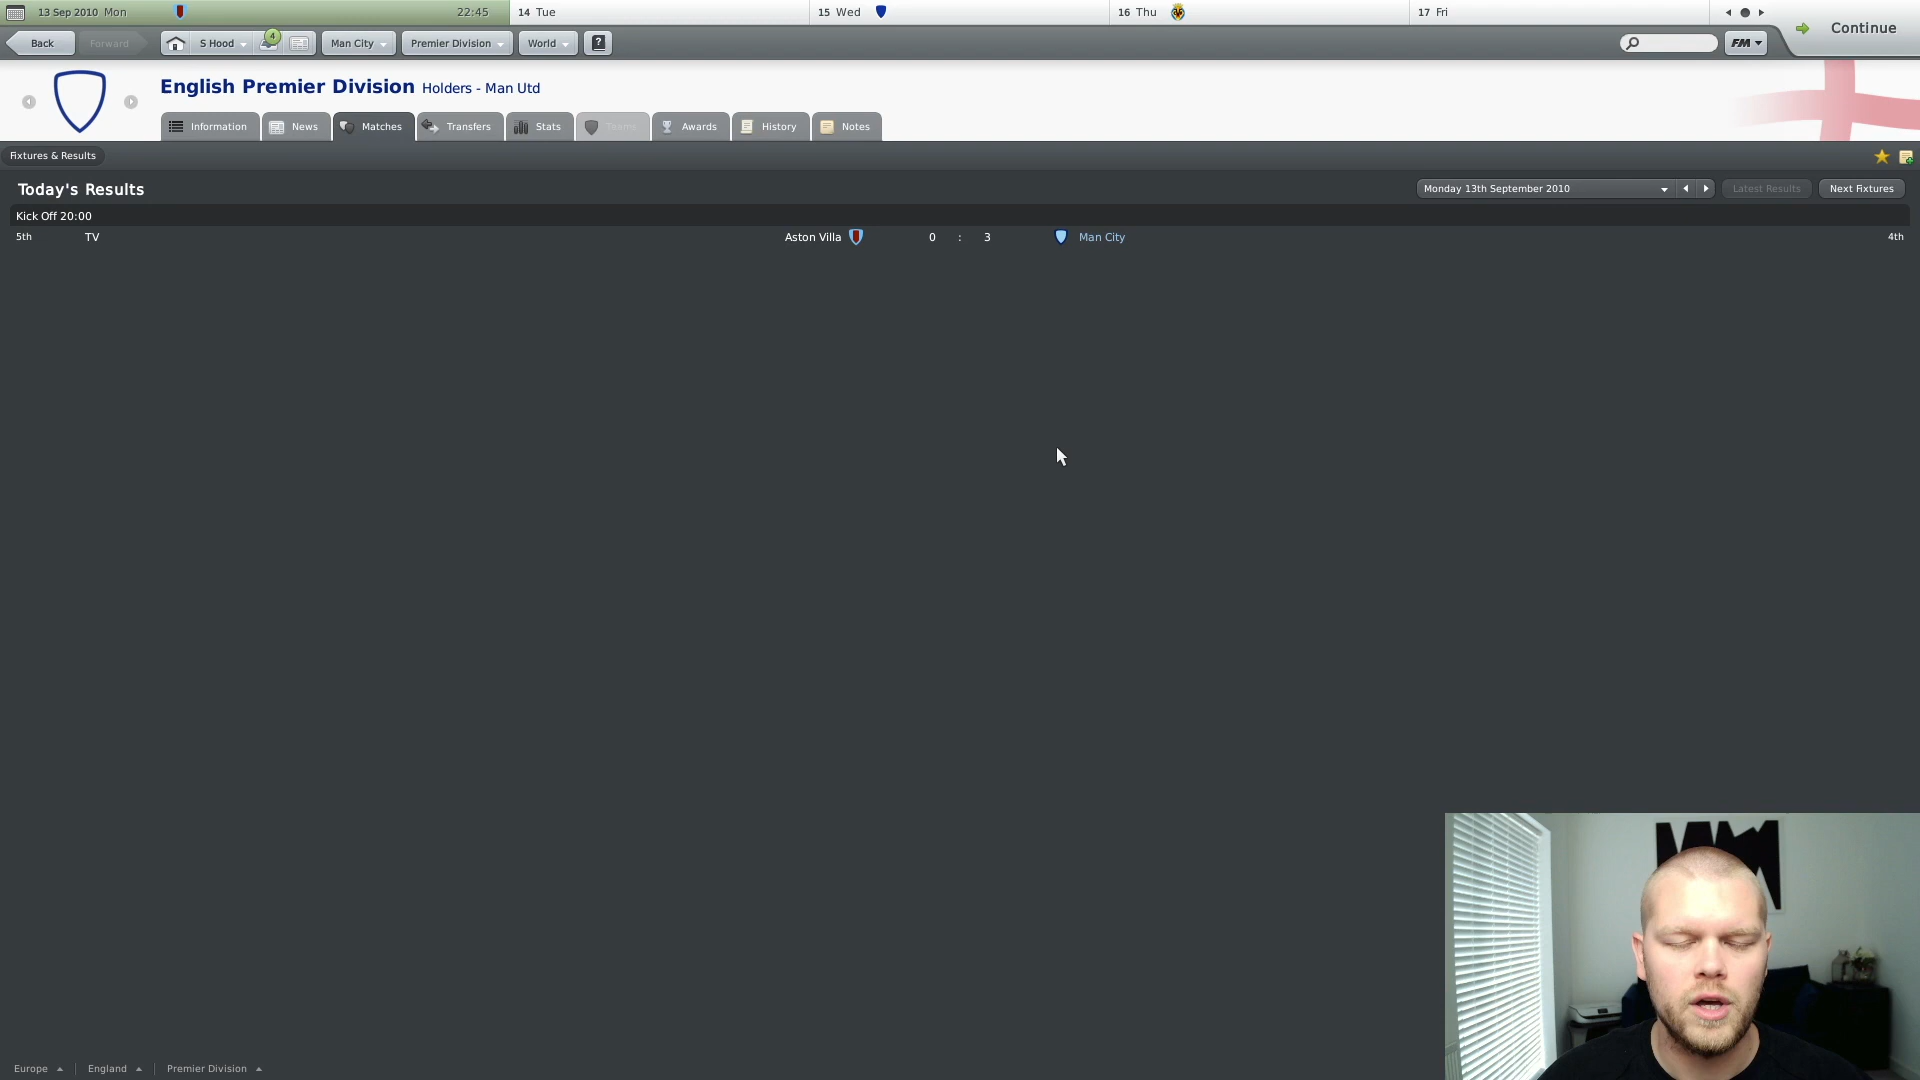 13 Sep 2010 Mon 22:45 14 Tue 15 Wed 16 Thu 17 Fri
Continue
Back Forward S Hood 4 Man City Premier Division World ? FM
English Premier Division Holders - Man Utd
Information News Matches Transfers Stats Teams Awards History Notes
Fixtures & Results
Today's Results Monday 13th September 2010 Latest Results Next Fixtures
Kick Off 20:00
5th TV Aston Villa 0 : 3 Man City 4th
Europe England Premier Division